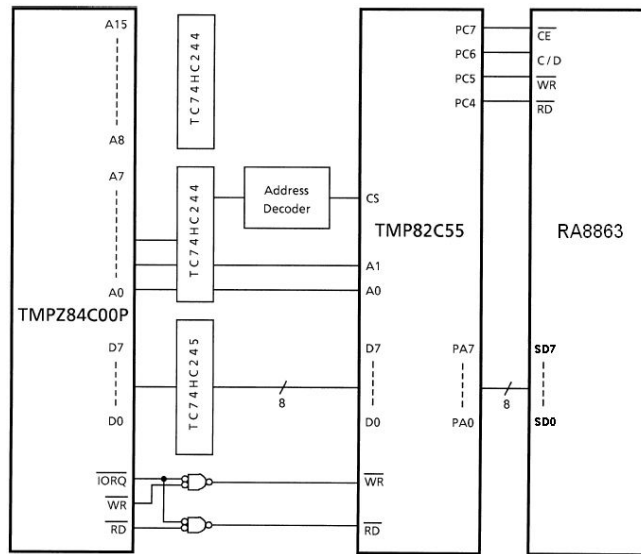 A15
A8
A7
A0
TMPZ84C00P
D7
D0
IORQ
WR
RD
TC74HC244
TC74HC244
TC74HC245
Address
Decoder
8
CS
TMP82C55
A1
A0
D7
D0
WR
RD
PC7
PC6
PC5
PC4
PA7
PA0
8
CE
C / D
WR
RD
RA8863
SD7
SD0